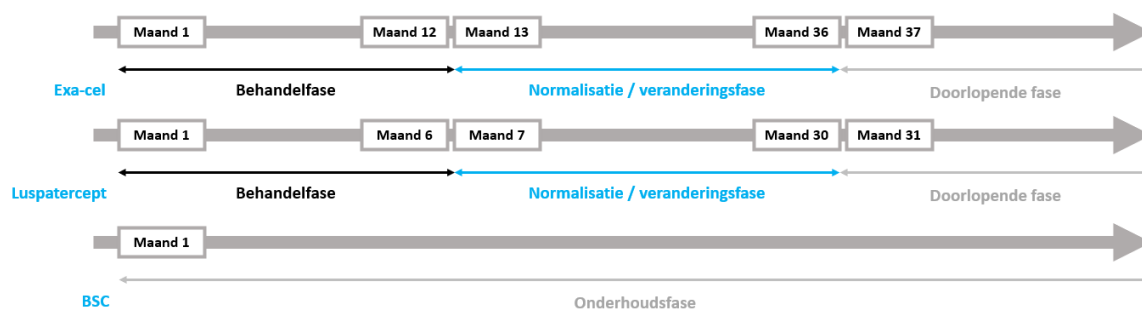 Maand 1 Maand 12 Maand 13 Maand 36 Maand 37
Exa-cel Behandelfase Normalisatie / veranderingsfase Doorlopende fase
Maand 1 Maand 6 Maand 7 Maand 30 Maand 31
Luspatercept Behandelfase Normalisatie / veranderingsfase Doorlopende fase
Maand 1
BSC Onderhoudsfase